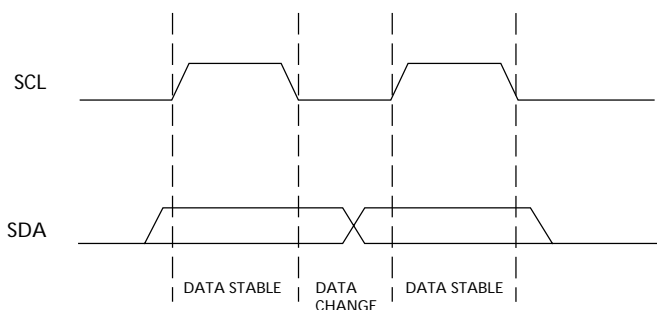 SCL
SDA
DATA STABLE
DATA
CHANGE
DATA STABLE